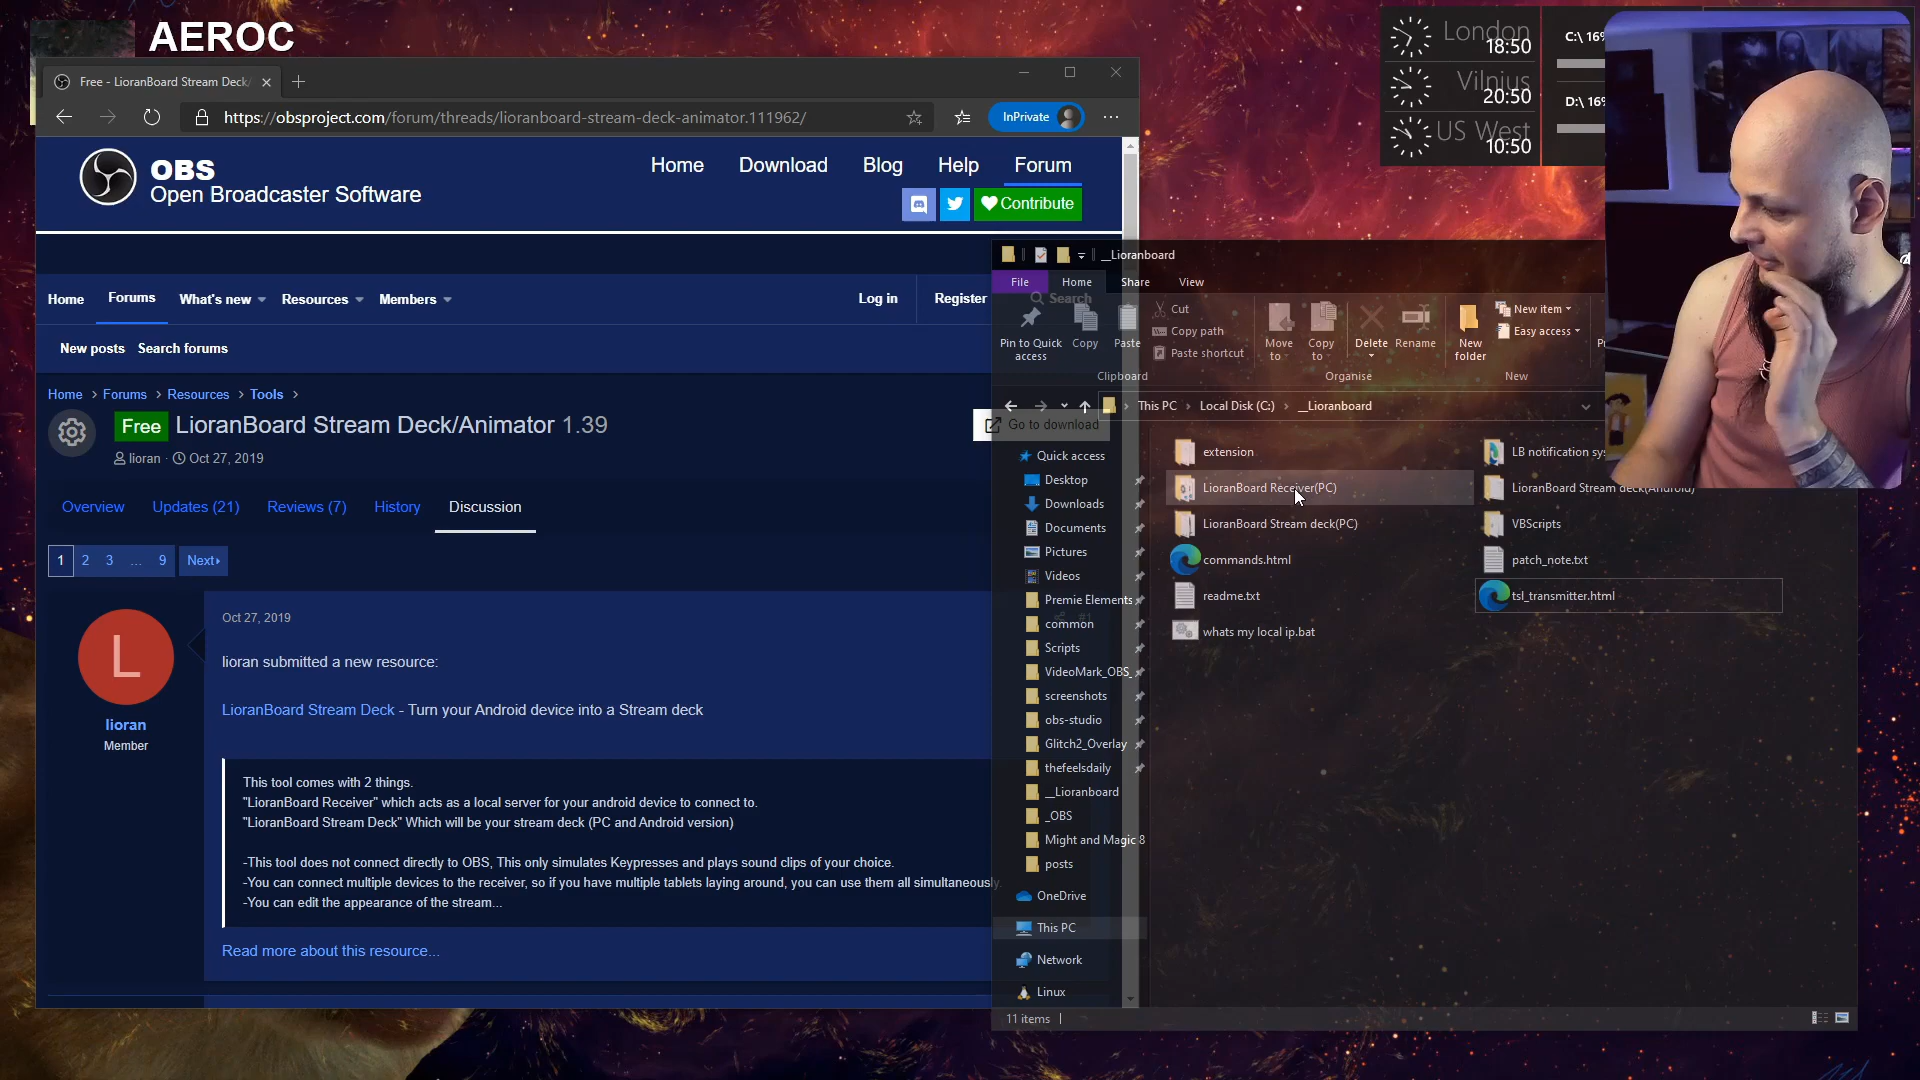 AEROC
Free - LioranBoard Stream Deck/
https://obsproject.com/forum/threads/lioranboard-stream-deck-animator.111962/
InPrivate
OBS
Open Broadcaster Software
Home
Download
Blog
Help
Forum
Contribute
Home
Forums
What's new
Resources
Members
Log in
Register
Search
New posts
Search forums
Home > Forums > Resources > Tools >
Free LioranBoard Stream Deck/Animator 1.39
Go to download
lioran · Oct 27, 2019
Overview
Updates (21)
Reviews (7)
History
Discussion
1 2 3 ... 9 Next
Oct 27, 2019
#1
L
lioran
Member
lioran submitted a new resource:
LioranBoard Stream Deck - Turn your Android device into a Stream deck
This tool comes with 2 things.
"LioranBoard Receiver" which acts as a local server for your android device to connect to.
"LioranBoard Stream Deck" Which will be your stream deck (PC and Android version)
-This tool does not connect directly to OBS, This only simulates Keypresses and plays sound clips of your choice.
-You can connect multiple devices to the receiver, so if you have multiple tablets laying around, you can use them all simultaneously.
-You can edit the appearance of the stream...
Read more about this resource...
London
18:50
Vilnius
20:50
US West
10:50
C:\ 16%
D:\ 16%
__Lioranboard
File
Home
Share
View
Pin to Quick access
Copy
Paste
Cut
Copy path
Paste shortcut
Clipboard
Move to
Copy to
Delete
Rename
Organise
New folder
New item
Easy access
New
This PC > Local Disk (C:) > __Lioranboard
Quick access
Desktop
Downloads
Documents
Pictures
Videos
Premie Elements
common
Scripts
VideoMark_OBS_
screenshots
obs-studio
Glitch2_Overlay
thefeelsdaily
__Lioranboard
_OBS
Might and Magic 8
posts
OneDrive
This PC
Network
Linux
extension
LB notification sys
LioranBoard Receiver(PC)
LioranBoard Stream deck(Android)
LioranBoard Stream deck(PC)
VBScripts
commands.html
patch_note.txt
readme.txt
tsl_transmitter.html
whats my local ip.bat
11 items